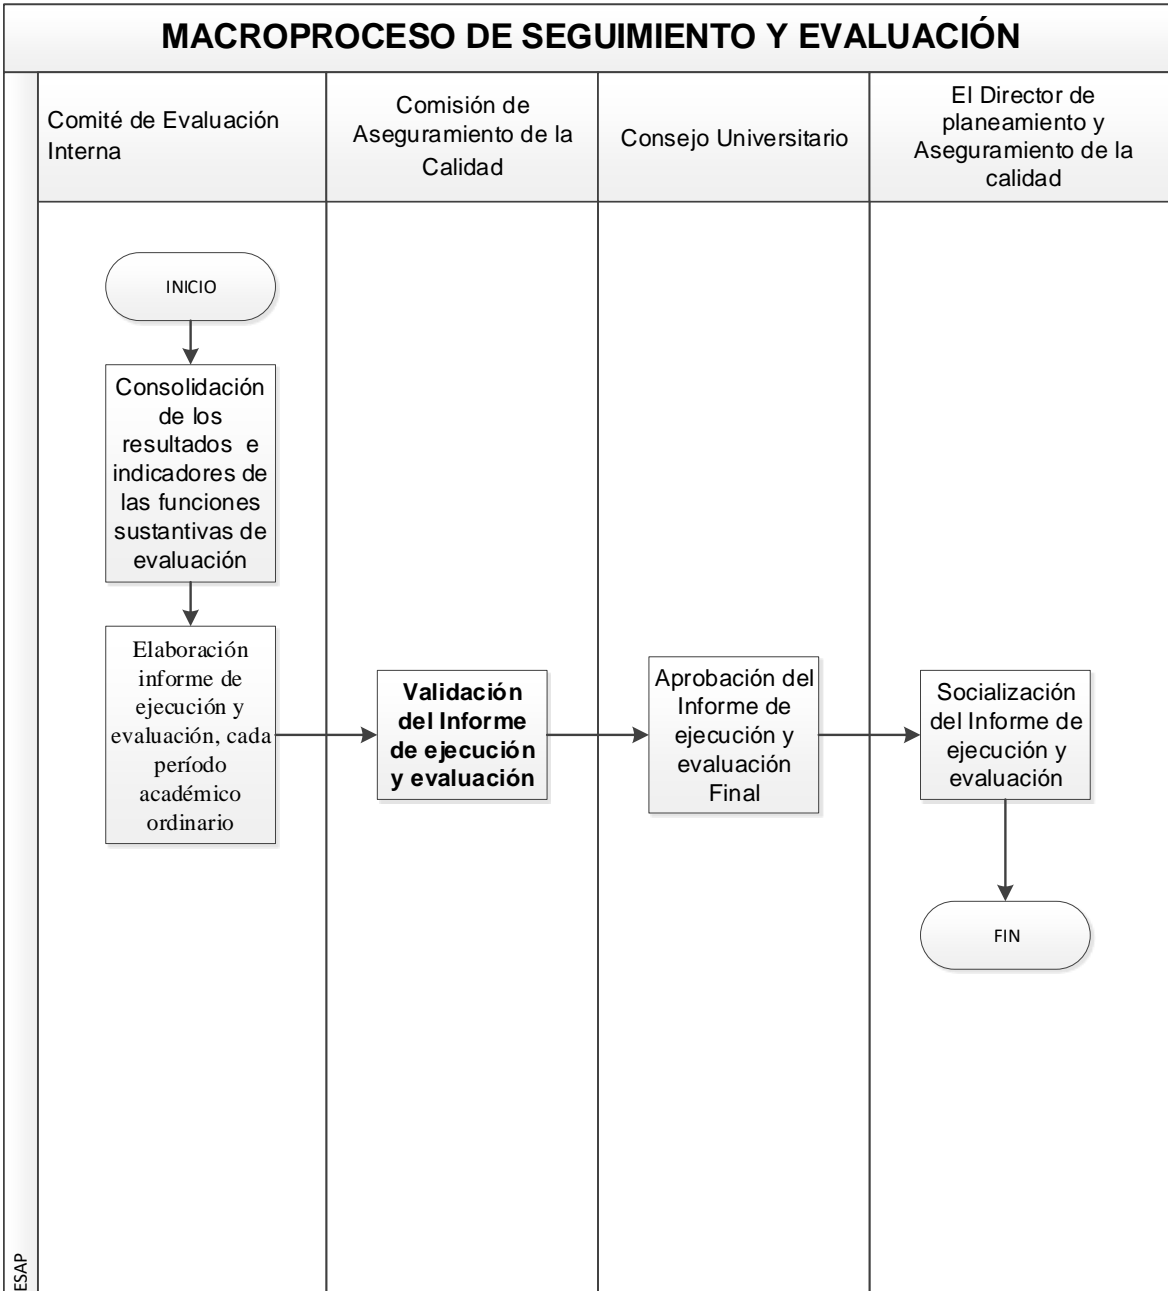 MACROPROCESO DE SEGUIMIENTO Y EVALUACIÓN
Comité de Evaluación
Interna
Comisión de
Aseguramiento de la
Calidad
Consejo Universitario
El Director de
planeamiento y
Aseguramiento de la
calidad
INICIO
Consolidación
de los
resultados e
indicadores de
las funciones
sustantivas de
evaluación
Elaboración
informe de
ejecución y
evaluación, cada
período
académico
ordinario
Validación
del Informe
de ejecución
y evaluación
Aprobación del
Informe de
ejecución y
evaluación
Final
Socialización
del Informe de
ejecución y
evaluación
FIN
ESAP